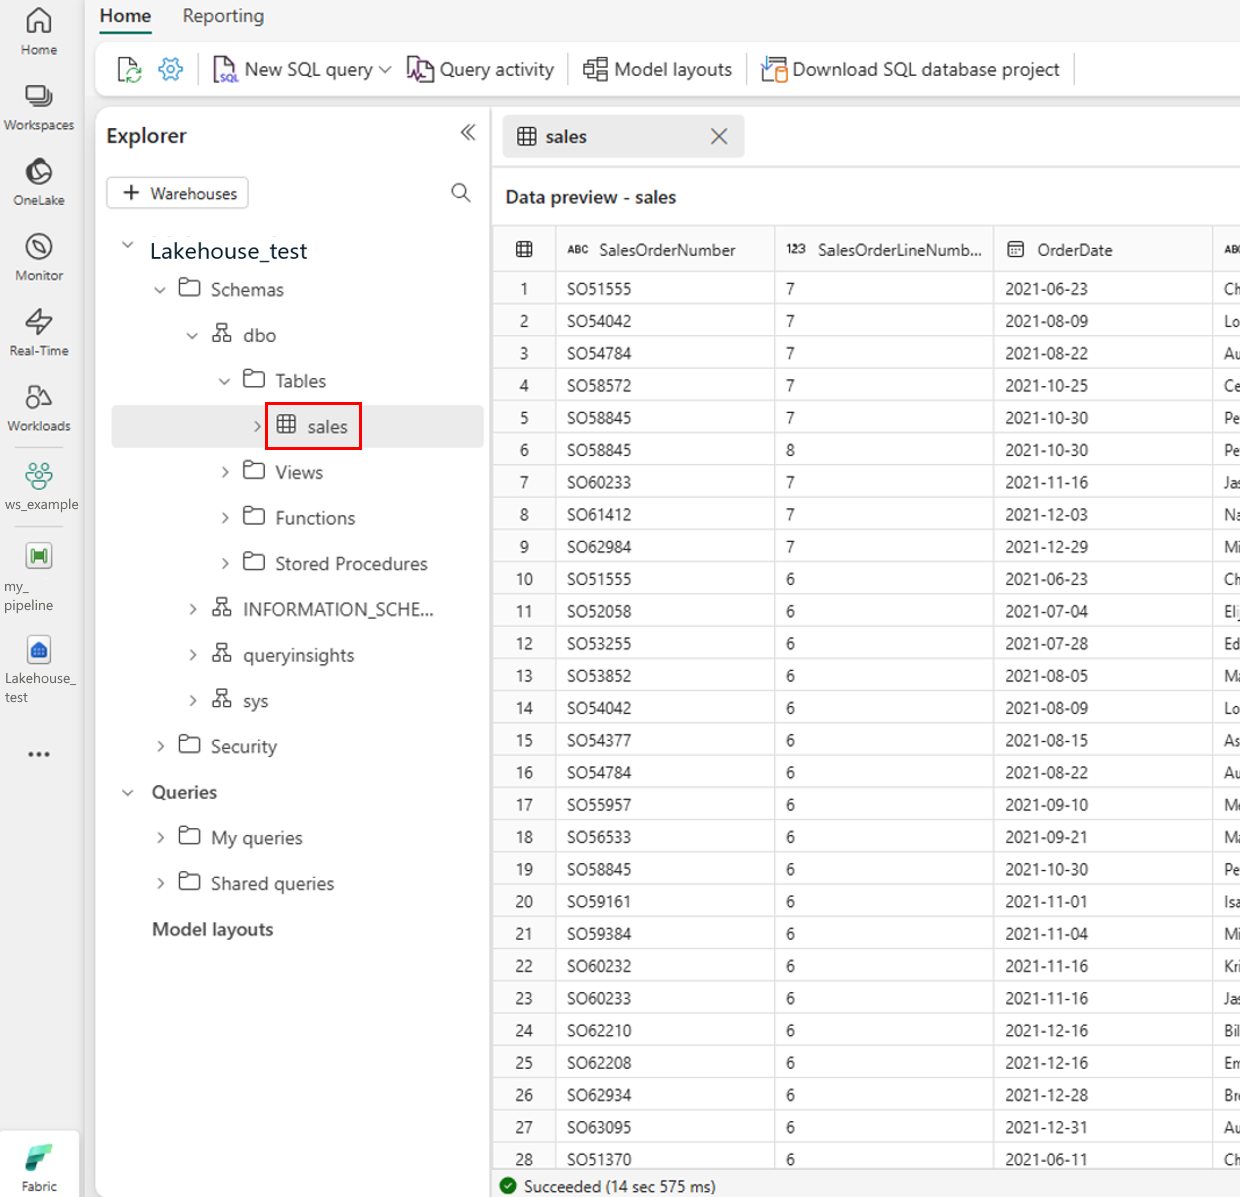 Home
Workspaces
OneLake
Monitor
Real-Time
Workloads
ws_example
my_
pipeline
Lakehouse_
test
Fabric
Home Reporting
New SQL query Query activity Model layouts Download SQL database project
Explorer
Warehouses
Lakehouse_test
Schemas
dbo
Tables
sales
Views
Functions
Stored Procedures
INFORMATION_SCHE...
queryinsights
sys
Security
Queries
My queries
Shared queries
Model layouts
sales
Data preview - sales
ABC SalesOrderNumber 123 SalesOrderLineNumb... OrderDate ABC
1 SO51555 7 2021-06-23 Ch
2 SO54042 7 2021-08-09 Lo
3 SO54784 7 2021-08-22 Au
4 SO58572 7 2021-10-25 Ce
5 SO58845 7 2021-10-30 Pe
6 SO58845 8 2021-10-30 Pe
7 SO60233 7 2021-11-16 Jas
8 SO61412 7 2021-12-03 Na
9 SO62984 7 2021-12-29 Mi
10 SO51555 6 2021-06-23 Ch
11 SO52058 6 2021-07-04 Elij
12 SO53255 6 2021-07-28 Ed
13 SO53852 6 2021-08-05 Ma
14 SO54042 6 2021-08-09 Lo
15 SO54377 6 2021-08-15 As
16 SO54784 6 2021-08-22 Au
17 SO55957 6 2021-09-10 Me
18 SO56533 6 2021-09-21 Ma
19 SO58845 6 2021-10-30 Pe
20 SO59161 6 2021-11-01 Isa
21 SO59384 6 2021-11-04 Mi
22 SO60232 6 2021-11-16 Kri
23 SO60233 6 2021-11-16 Jas
24 SO62210 6 2021-12-16 Bil
25 SO62208 6 2021-12-16 Em
26 SO62934 6 2021-12-28 Bre
27 SO63095 6 2021-12-31 Au
28 SO51370 6 2021-06-11 Ch
Succeeded (14 sec 575 ms)